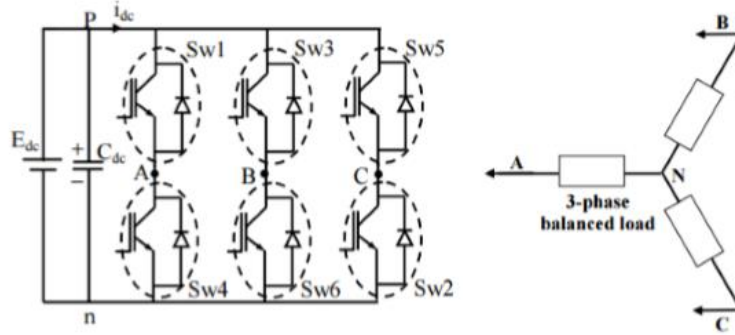 P
i_dc
Sw1
Sw3
Sw5
E_dc
+
C_dc
−
A
B
C
Sw4
Sw6
Sw2
n
B
A
N
3-phase
balanced load
C